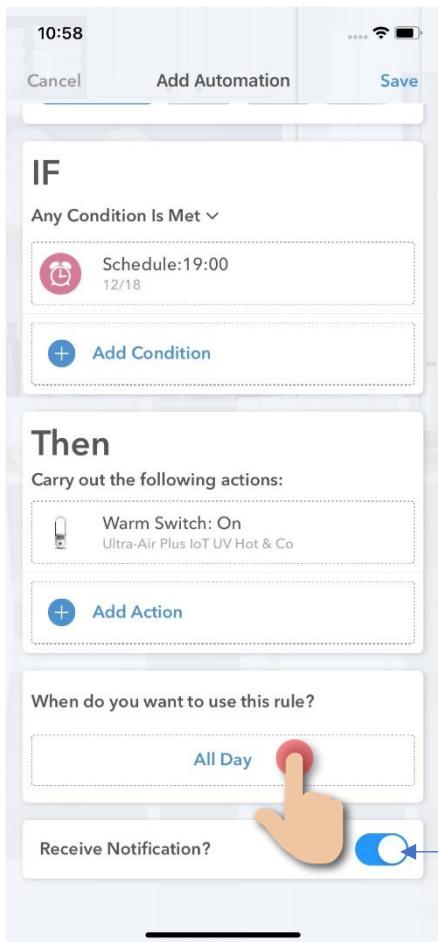 10:58
Cancel Add Automation Save
IF
Any Condition Is Met
Schedule:19:00
12/18
Add Condition
Then
Carry out the following actions:
Warm Switch: On
Ultra-Air Plus IoT UV Hot & Co
Add Action
When do you want to use this rule?
All Day
Receive Notification?